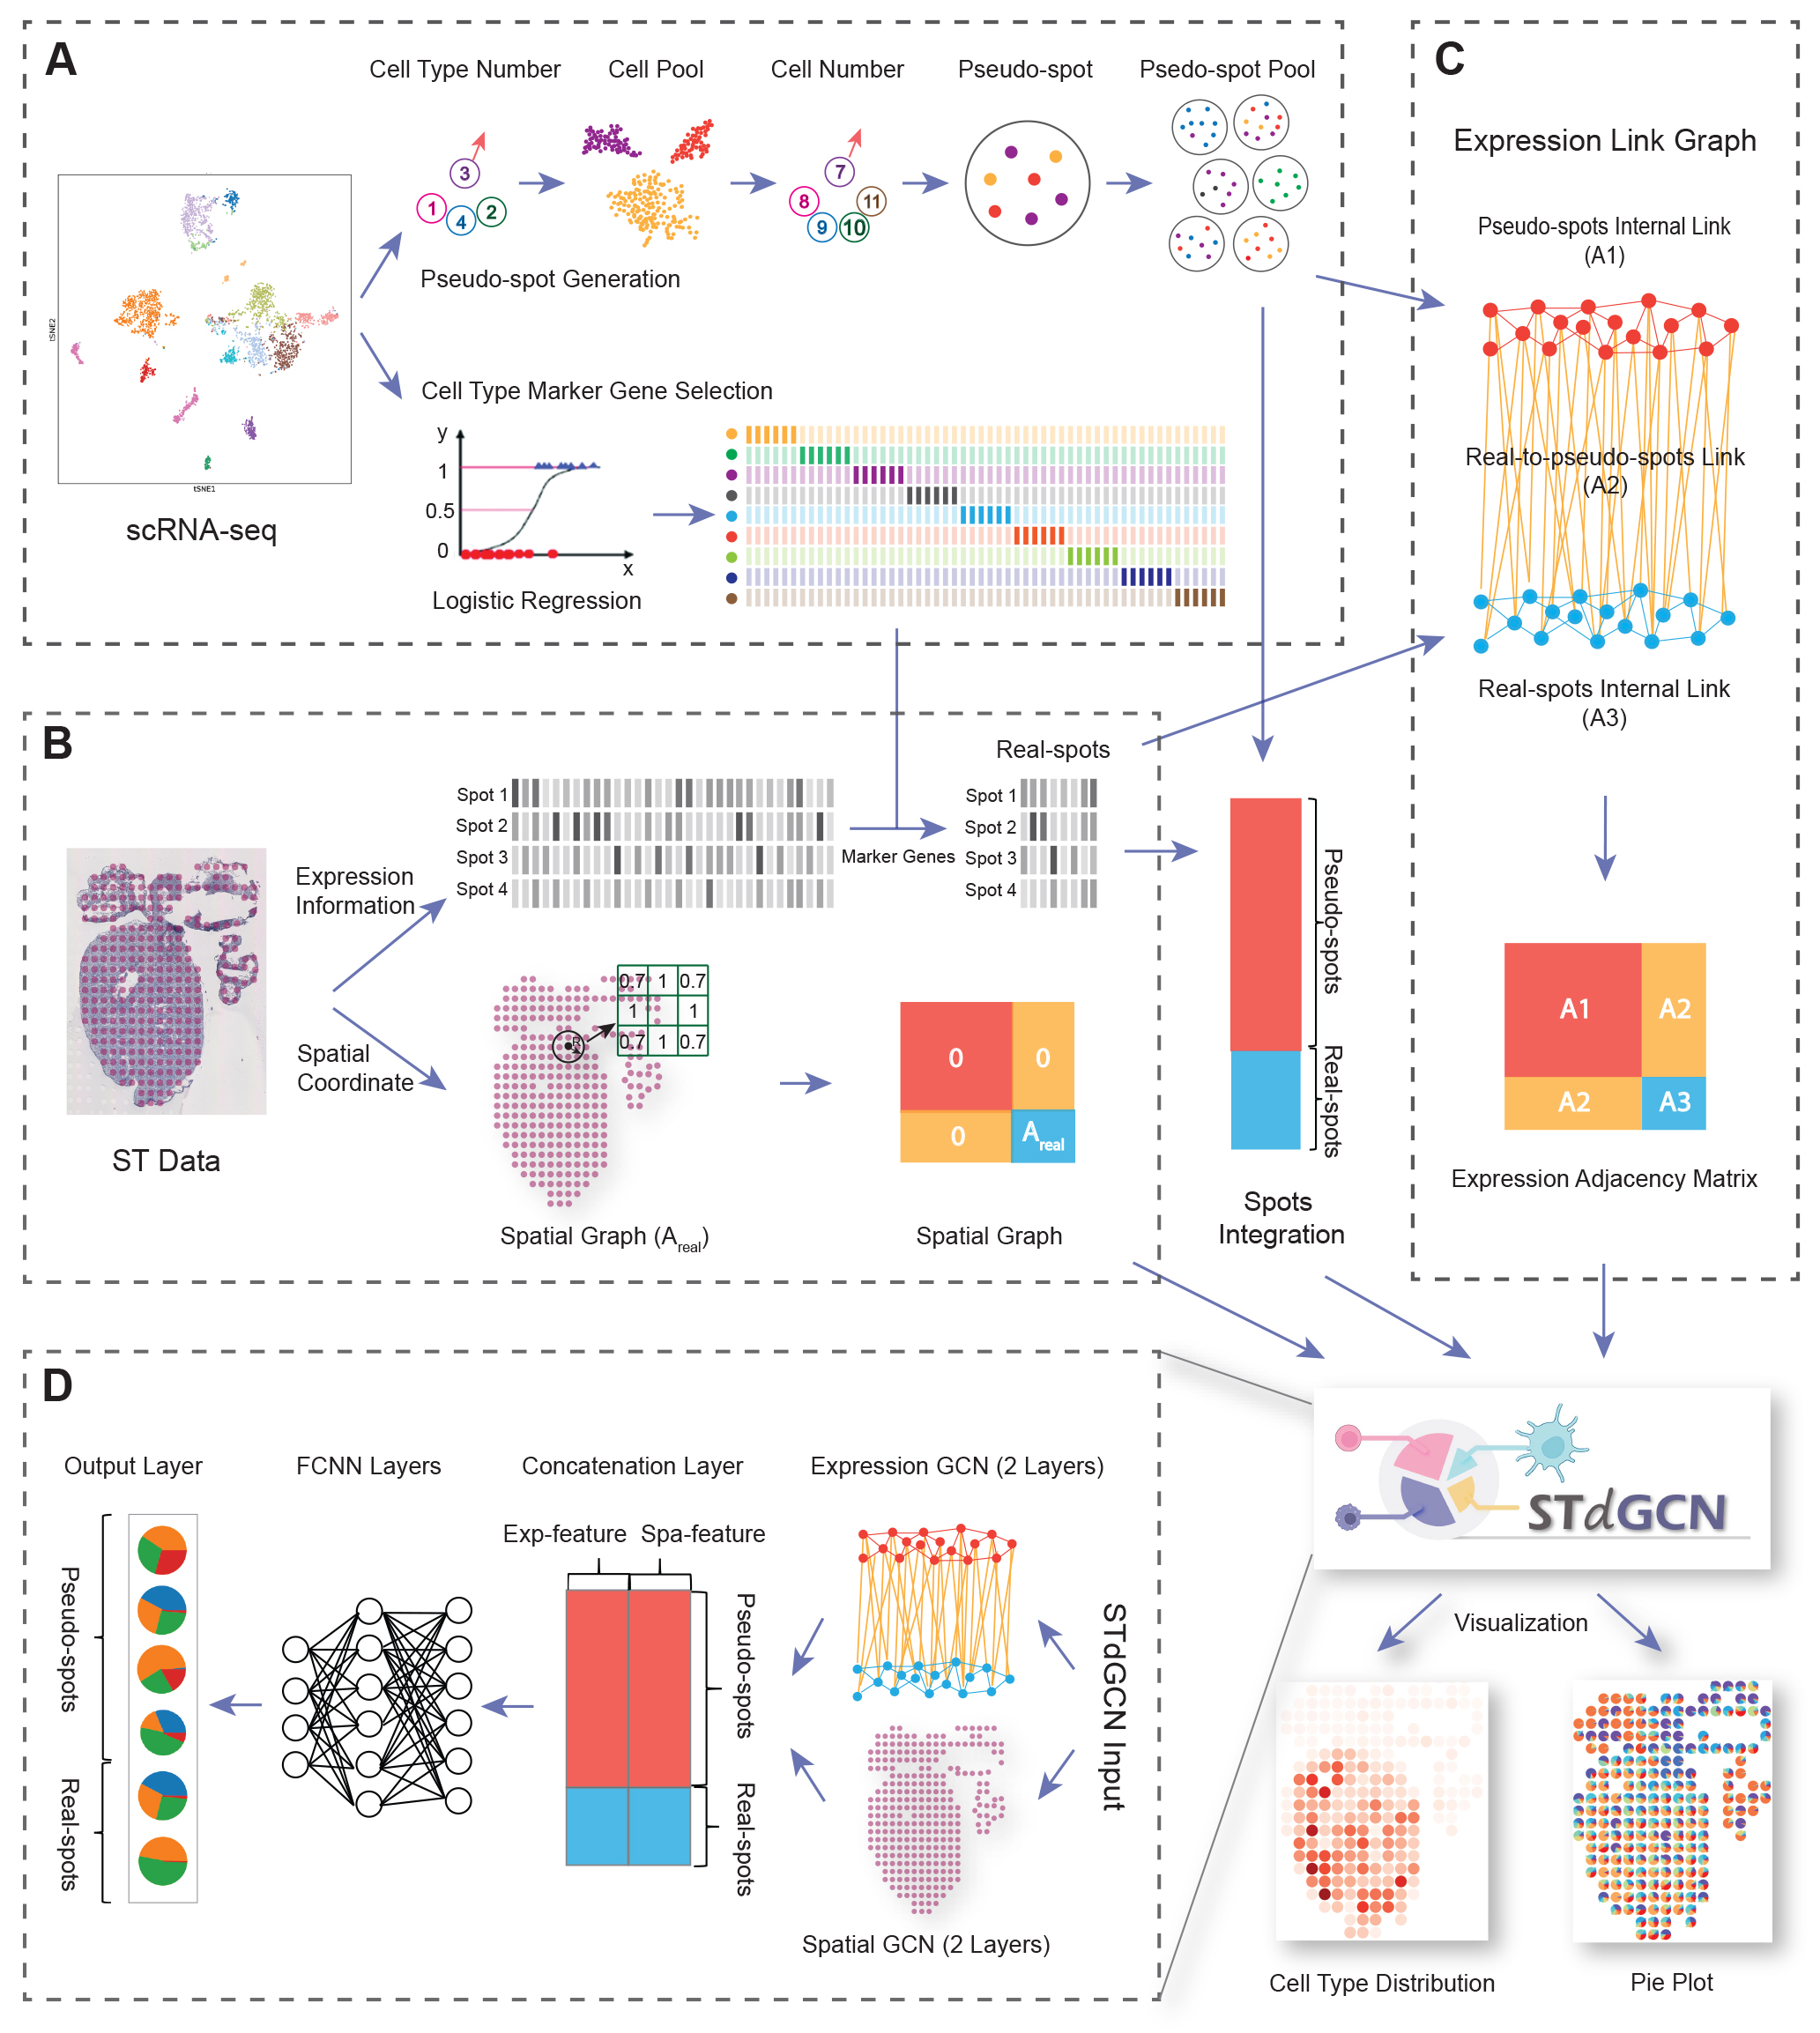 A
Cell Type Number
Cell Pool
Cell Number
Pseudo-spot
Psedo-spot Pool
3
1
4
2
7
8
9
10
11
Pseudo-spot Generation
tSNE2
tSNE1
scRNA-seq
Cell Type Marker Gene Selection
y
1
0.5
0
x
Logistic Regression
C
Expression Link Graph
Pseudo-spots Internal Link
(A1)
Real-to-pseudo-spots Link
(A2)
Real-spots Internal Link
(A3)
A1
A2
A2
A3
Expression Adjacency Matrix
B
Real-spots
Spot 1
Spot 2
Spot 3
Spot 4
Marker Genes
Spot 1
Spot 2
Spot 3
Spot 4
Expression
Information
Spatial
Coordinate
ST Data
R
0.7 1 0.7
1 1
0.7 1 0.7
Spatial Graph (Areal)
0
0
0
Areal
Spatial Graph
Pseudo-spots
Real-spots
Spots
Integration
D
Output Layer
FCNN Layers
Concatenation Layer
Expression GCN (2 Layers)
Exp-feature
Spa-feature
Pseudo-spots
Real-spots
Pseudo-spots
Real-spots
STdGCN Input
Spatial GCN (2 Layers)
STdGCN
Visualization
Cell Type Distribution
Pie Plot